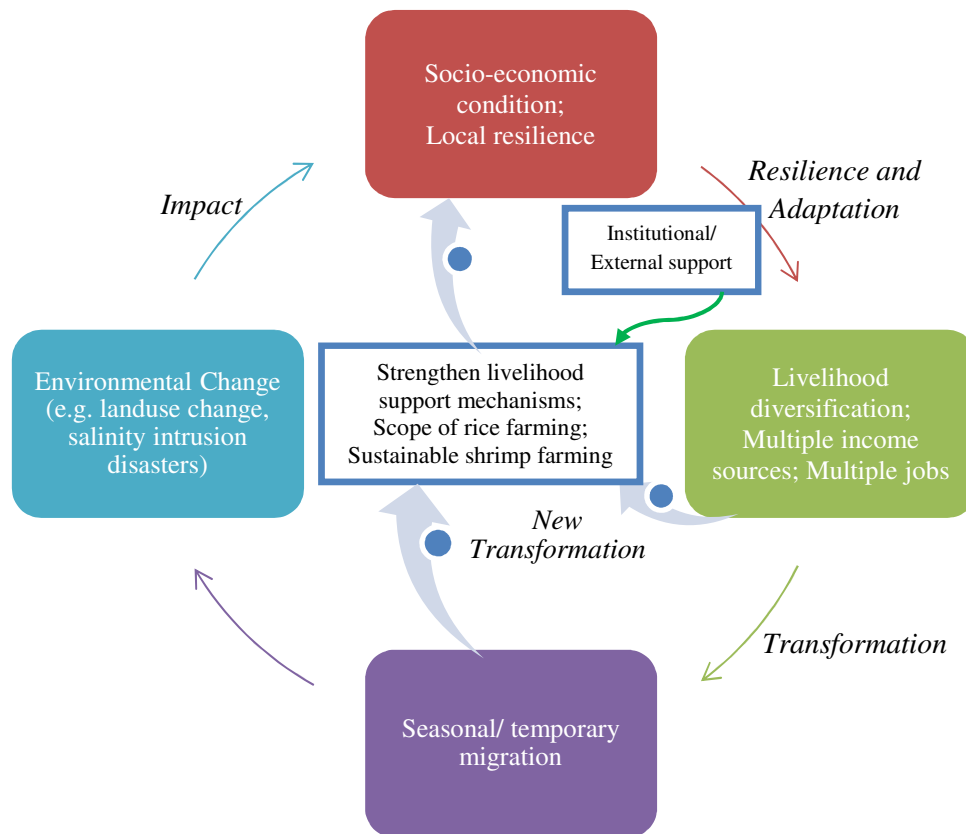 Socio-economic
condition;
Local resilience
Impact
Resilience and
Adaptation
Institutional/
External support
Environmental Change
(e.g. landuse change,
salinity intrusion
disasters)
Strengthen livelihood
support mechanisms;
Scope of rice farming;
Sustainable shrimp farming
Livelihood
diversification;
Multiple income
sources; Multiple jobs
New
Transformation
Transformation
Seasonal/ temporary
migration